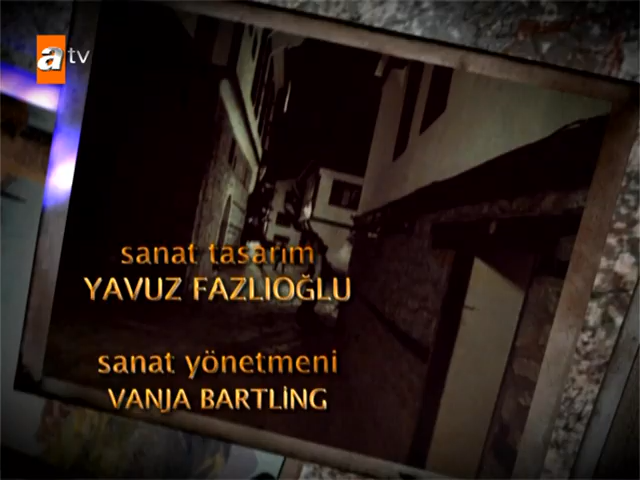 atv
sanat tasarım
YAVUZ FAZLIOĞLU
sanat yönetmeni
VANJA BARTLİNG